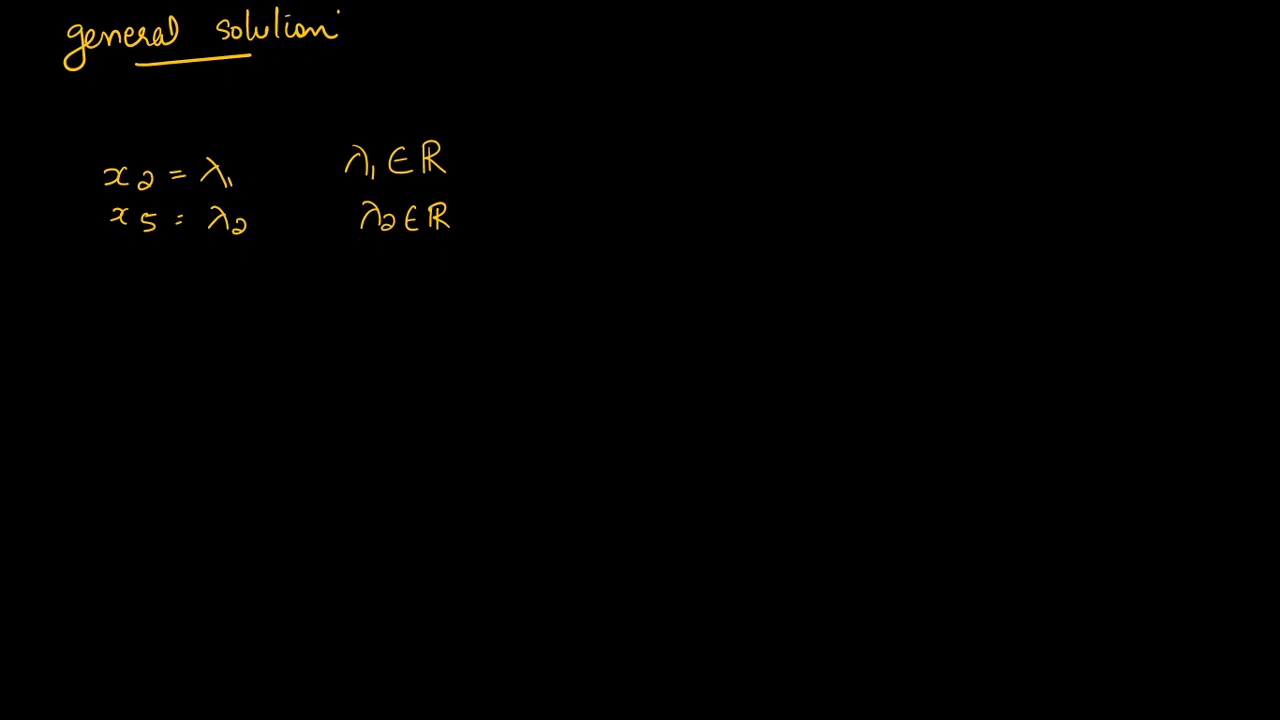 general solution
x₂ = λ₁ λ₁ ∈ ℝ
x₅ = λ₂ λ₂ ∈ ℝ